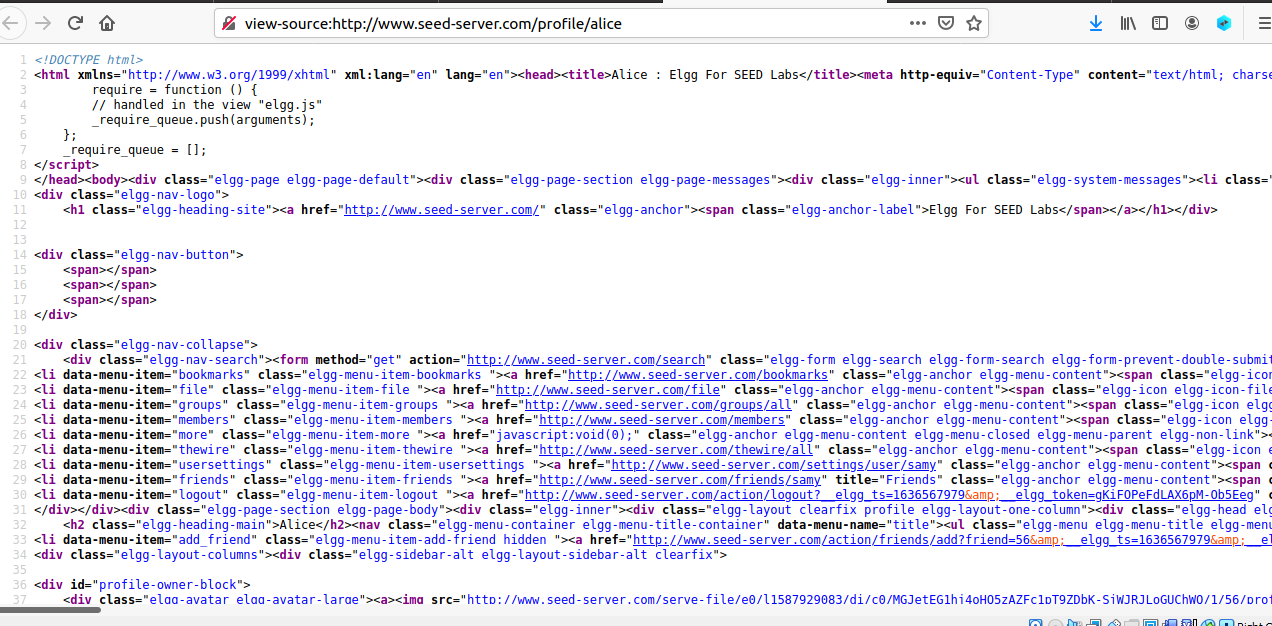 view-source:http://www.seed-server.com/profile/alice
1 <!DOCTYPE html>
2 <html xmlns="http://www.w3.org/1999/xhtml" xml:lang="en" lang="en"><head><title>Alice : Elgg For SEED Labs</title><meta http-equiv="Content-Type" content="text/html; charse
3 require = function () {
4 // handled in the view "elgg.js"
5 _require_queue.push(arguments);
6 };
7 _require_queue = [];
8 </script>
9 </head><body><div class="elgg-page elgg-page-default"><div class="elgg-page-section elgg-page-messages"><div class="elgg-inner"><ul class="elgg-system-messages"><li class="
10 <div class="elgg-nav-logo">
11 <h1 class="elgg-heading-site"><a href="http://www.seed-server.com/" class="elgg-anchor"><span class="elgg-anchor-label">Elgg For SEED Labs</span></a></h1></div>
12
13
14 <div class="elgg-nav-button">
15 <span></span>
16 <span></span>
17 <span></span>
18 </div>
19
20 <div class="elgg-nav-collapse">
21 <div class="elgg-nav-search"><form method="get" action="http://www.seed-server.com/search" class="elgg-form elgg-search elgg-form-search elgg-form-prevent-double-submit
22 <li data-menu-item="bookmarks" class="elgg-menu-item-bookmarks "><a href="http://www.seed-server.com/bookmarks" class="elgg-anchor elgg-menu-content"><span class="elgg-icon
23 <li data-menu-item="file" class="elgg-menu-item-file "><a href="http://www.seed-server.com/file" class="elgg-anchor elgg-menu-content"><span class="elgg-icon elgg-icon-file
24 <li data-menu-item="groups" class="elgg-menu-item-groups "><a href="http://www.seed-server.com/groups/all" class="elgg-anchor elgg-menu-content"><span class="elgg-icon elgg
25 <li data-menu-item="members" class="elgg-menu-item-members "><a href="http://www.seed-server.com/members" class="elgg-anchor elgg-menu-content"><span class="elgg-icon elgg-
26 <li data-menu-item="more" class="elgg-menu-item-more "><a href="javascript:void(0);" class="elgg-anchor elgg-menu-content elgg-menu-closed elgg-menu-parent elgg-non-link"><
27 <li data-menu-item="thewire" class="elgg-menu-item-thewire "><a href="http://www.seed-server.com/thewire/all" class="elgg-anchor elgg-menu-content"><span class="elgg-icon e
28 <li data-menu-item="usersettings" class="elgg-menu-item-usersettings "><a href="http://www.seed-server.com/settings/user/samy" class="elgg-anchor elgg-menu-content"><span c
29 <li data-menu-item="friends" class="elgg-menu-item-friends "><a href="http://www.seed-server.com/friends/samy" title="Friends" class="elgg-anchor elgg-menu-content"><span c
30 <li data-menu-item="logout" class="elgg-menu-item-logout "><a href="http://www.seed-server.com/action/logout?__elgg_ts=1636567979&amp;__elgg_token=gKiFOPeFdLAX6pM-Ob5Eeg" c
31 </div></div><div class="elgg-page-section elgg-page-body"><div class="elgg-inner"><div class="elgg-layout clearfix profile elgg-layout-one-column"><div class="elgg-head elg
32 <h2 class="elgg-heading-main">Alice</h2><nav class="elgg-menu-container elgg-menu-title-container" data-menu-name="title"><ul class="elgg-menu elgg-menu-title elgg-menu-
33 <li data-menu-item="add_friend" class="elgg-menu-item-add-friend hidden "><a href="http://www.seed-server.com/action/friends/add?friend=56&amp;__elgg_ts=1636567979&amp;__el
34 <div class="elgg-layout-columns"><div class="elgg-sidebar-alt elgg-layout-sidebar-alt clearfix">
35
36 <div id="profile-owner-block">
37 <div class="elgg-avatar elgg-avatar-large"><a><img src="http://www.seed-server.com/serve-file/e0/l1587929083/di/c0/MGJetEG1hj4oHO5zAZFc1pT9ZDbK-SiWJRJLoGUChWO/1/56/prof